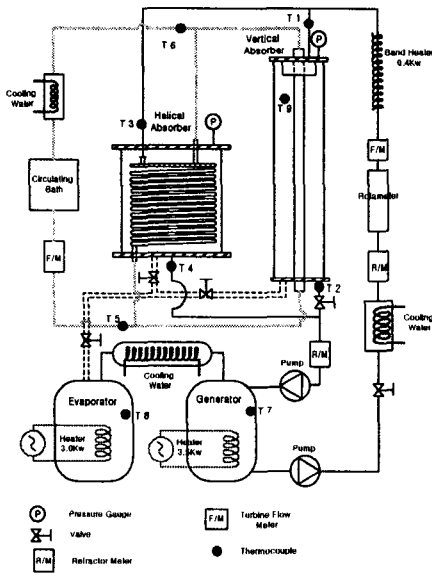 T 1
P
T 6
Vertical
Absorber
Band Heater
0.4Kw
Cooling
Water
T 3
Helical
Absorber
P
T 9
F/M
Circulating
Bath
Rotameter
F/M
R/M
T 4
T 2
Cooling
Water
T 5
R/M
Pump
Cooling
Water
Evaporator
T 8
Generator
T 7
Heater
3.0Kw
Heater
Pump
P Pressure Gauge
Valve
R/M Refractor Meter
F/M Turbine Flow
Meter
Thermocouple